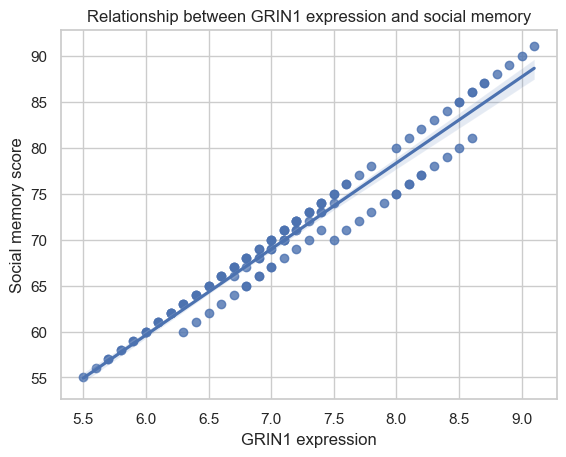 Relationship between GRIN1 expression and social memory
Social memory score
90
85
80
75
70
65
60
55
5.5 6.0 6.5 7.0 7.5 8.0 8.5 9.0
GRIN1 expression